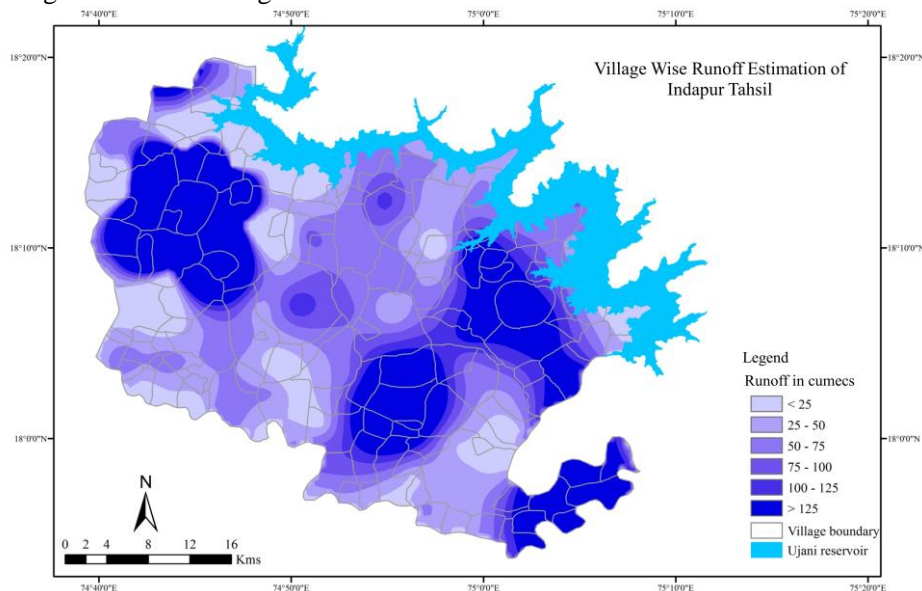 74°40'0"E 74°50'0"E 75°0'0"E 75°10'0"E 75°20'0"E
18°20'0"N 18°20'0"N
Village Wise Runoff Estimation of
Indapur Tahsil
18°10'0"N 18°10'0"N
Legend
Runoff in cumecs
< 25
25 - 50
50 - 75
18°0'0"N 18°0'0"N
75 - 100
100 - 125
> 125
N
Village boundary
Ujani reservoir
0 2 4 8 12 16
Kms
74°40'0"E 74°50'0"E 75°0'0"E 75°10'0"E 75°20'0"E